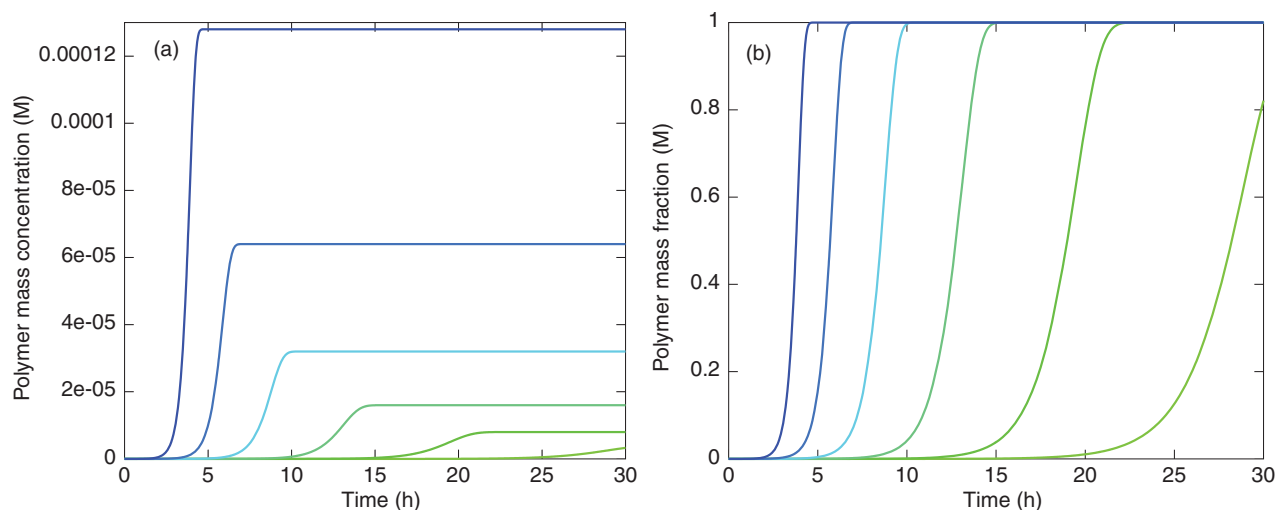 (a)
Polymer mass concentration (M)
0.00012
0.0001
8e-05
6e-05
4e-05
2e-05
0
0 5 10 15 20 25 30
Time (h)
(b)
Polymer mass fraction (M)
1
0.8
0.6
0.4
0.2
0
0 5 10 15 20 25 30
Time (h)